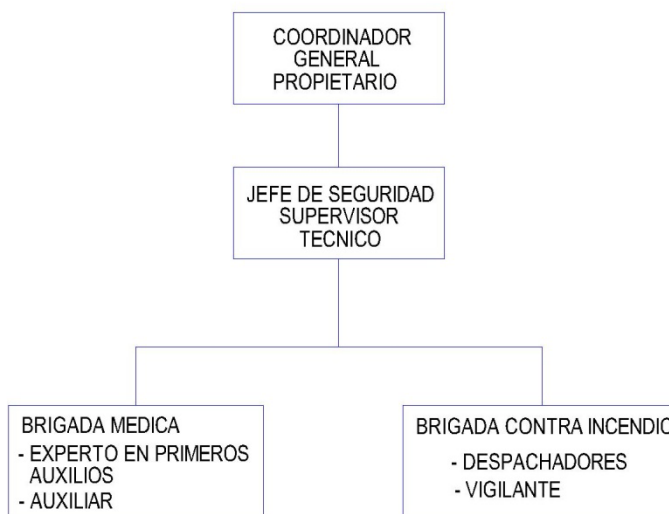 COORDINADOR
GENERAL
PROPIETARIO
JEFE DE SEGURIDAD
SUPERVISOR
TECNICO
BRIGADA MEDICA
- EXPERTO EN PRIMEROS
AUXILIOS
- AUXILIAR
BRIGADA CONTRA INCENDIO
- DESPACHADORES
- VIGILANTE